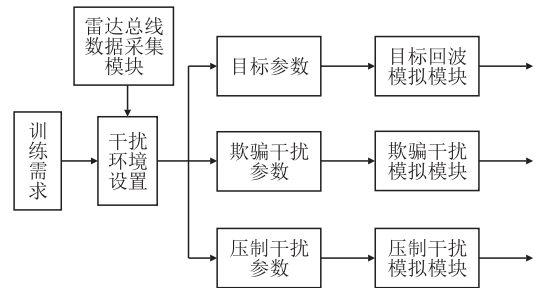 雷达总线
数据采集
模块
训
练
需
求
干扰
环境
设置
目标参数
目标回波
模拟模块
欺骗干扰
参数
欺骗干扰
模拟模块
压制干扰
参数
压制干扰
模拟模块